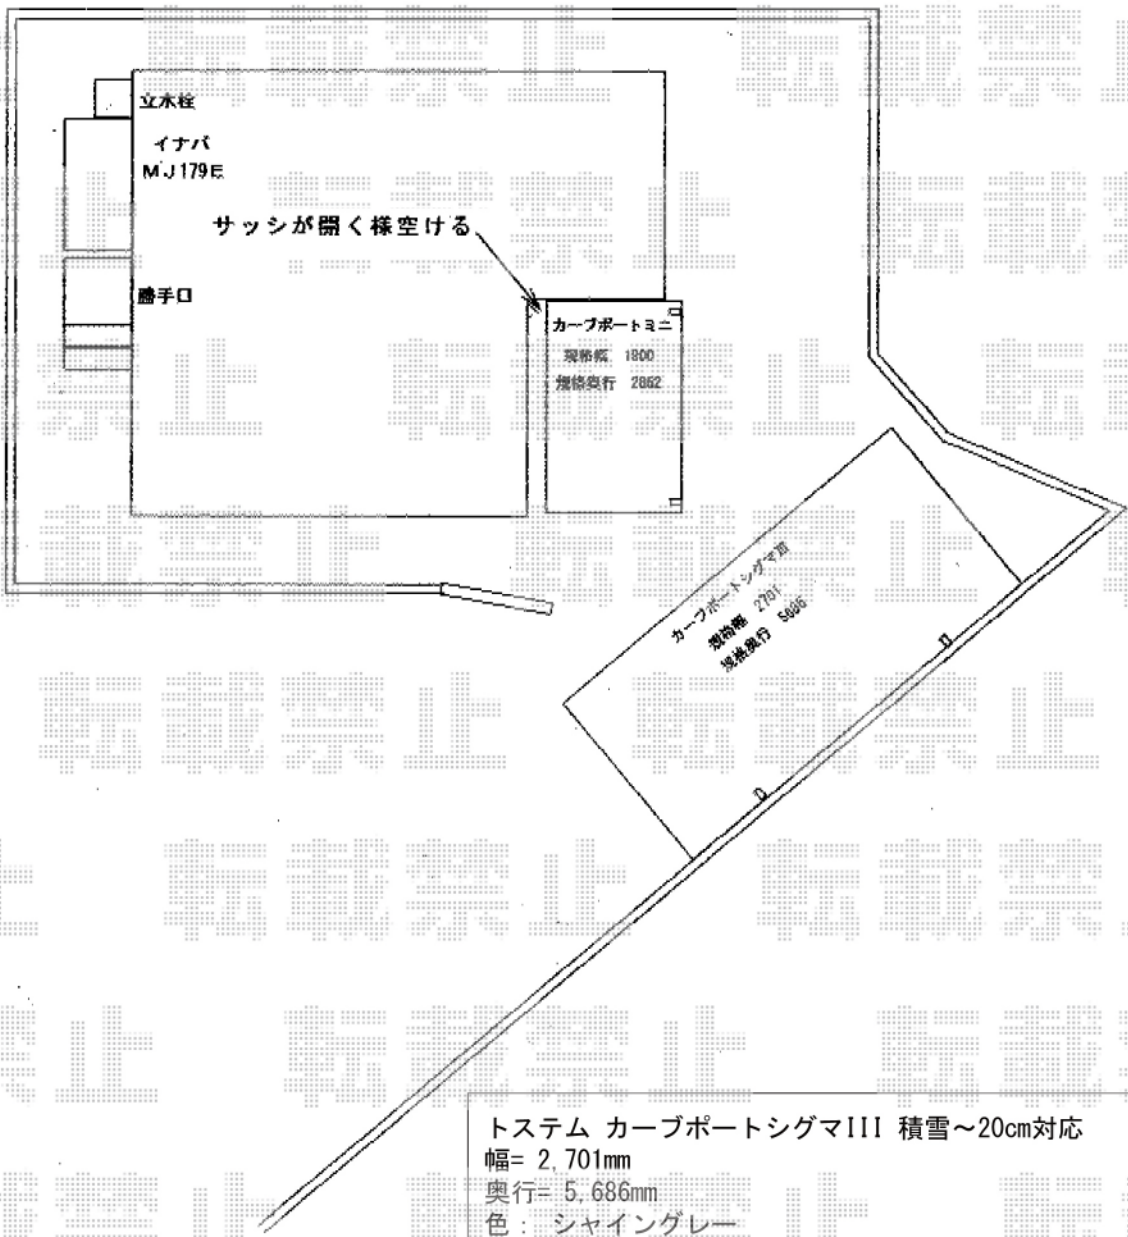 立水栓
イナバ
MJ179E
サッシが開く様空ける
勝手口
カーブポートミニ
規格幅 1800
規格奥行 2862
カーブポートシグマIII
規格幅 2701
規格奥行 5686
トステム カーブポートシグマIII 積雪～20cm対応
幅= 2,701mm
奥行= 5,686mm
色： シャイングレー
転載禁止